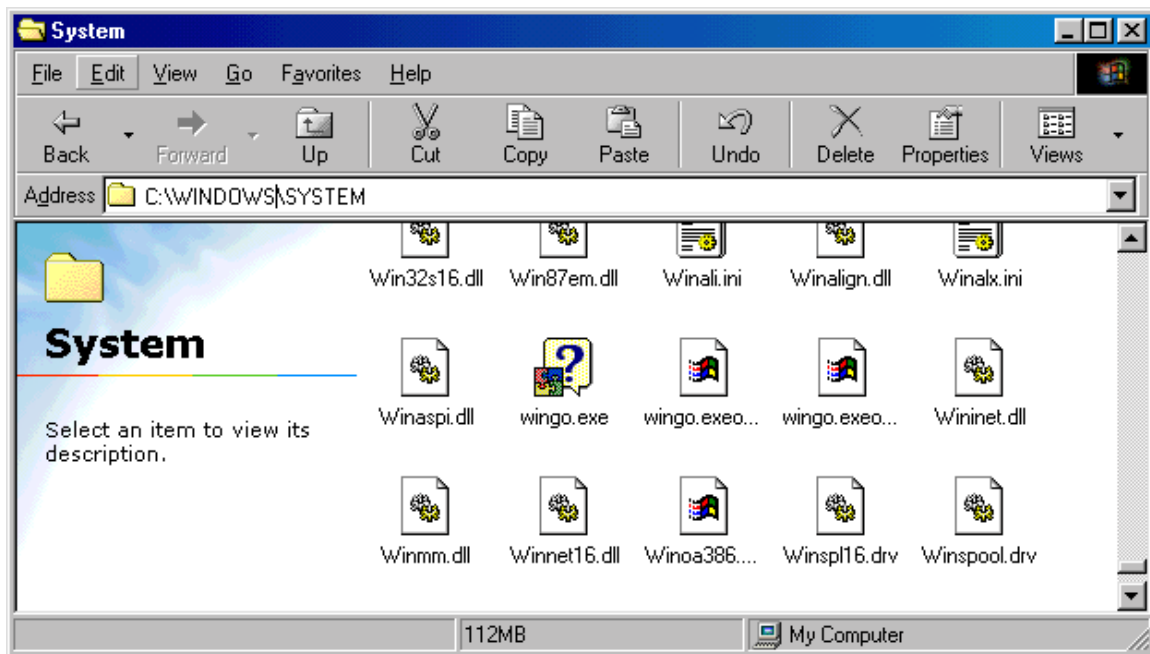 System
File Edit View Go Favorites Help
Back Forward Up Cut Copy Paste Undo Delete Properties Views
Address C:\WINDOWS\SYSTEM
Win32s16.dll Win87em.dll Winali.ini Winalign.dll Winalx.ini
System
Winaspi.dll wingo.exe wingo.exeo... wingo.exeo... Wininet.dll
Select an item to view its
description.
Winmm.dll Winnet16.dll Winoa386.... Winspl16.drv Winspool.drv
112MB My Computer